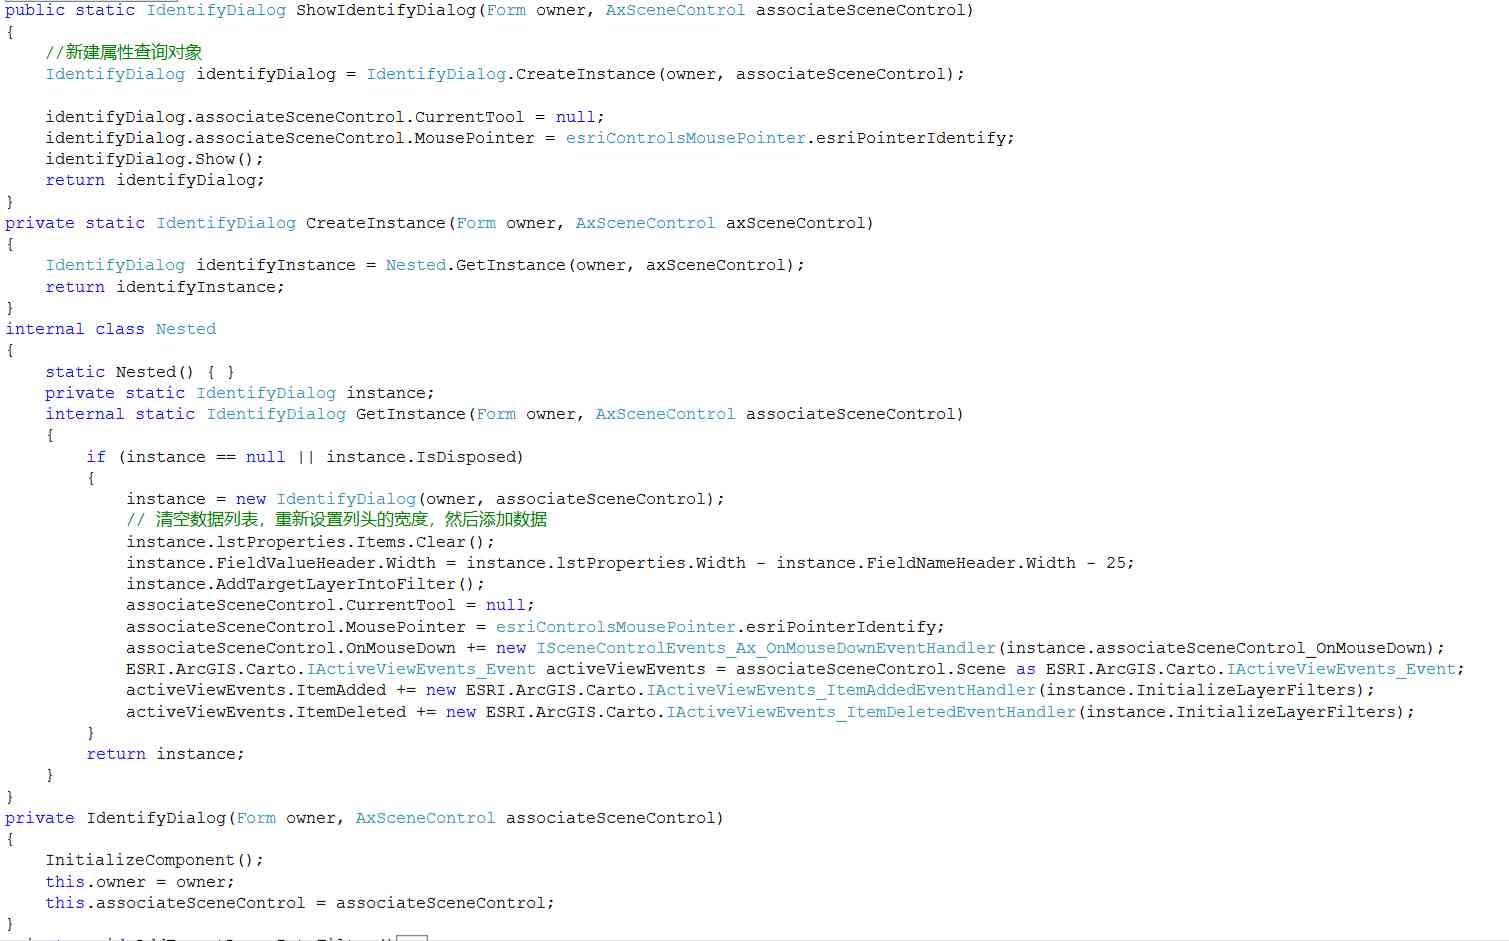 public static IdentifyDialog ShowIdentifyDialog(Form owner, AxSceneControl associateSceneControl)
{
    //新建属性查询对象
    IdentifyDialog identifyDialog = IdentifyDialog.CreateInstance(owner, associateSceneControl);

    identifyDialog.associateSceneControl.CurrentTool = null;
    identifyDialog.associateSceneControl.MousePointer = esriControlsMousePointer.esriPointerIdentify;
    identifyDialog.Show();
    return identifyDialog;
}
private static IdentifyDialog CreateInstance(Form owner, AxSceneControl axSceneControl)
{
    IdentifyDialog identifyInstance = Nested.GetInstance(owner, axSceneControl);
    return identifyInstance;
}
internal class Nested
{
    static Nested() { }
    private static IdentifyDialog instance;
    internal static IdentifyDialog GetInstance(Form owner, AxSceneControl associateSceneControl)
    {
        if (instance == null || instance.IsDisposed)
        {
            instance = new IdentifyDialog(owner, associateSceneControl);
            // 清空数据列表，重新设置列头的宽度，然后添加数据
            instance.lstProperties.Items.Clear();
            instance.FieldValueHeader.Width = instance.lstProperties.Width - instance.FieldNameHeader.Width - 25;
            instance.AddTargetLayerIntoFilter();
            associateSceneControl.CurrentTool = null;
            associateSceneControl.MousePointer = esriControlsMousePointer.esriPointerIdentify;
            associateSceneControl.OnMouseDown += new ISceneControlEvents_Ax_OnMouseDownEventHandler(instance.associateSceneControl_OnMouseDown);
            ESRI.ArcGIS.Carto.IActiveViewEvents_Event activeViewEvents = associateSceneControl.Scene as ESRI.ArcGIS.Carto.IActiveViewEvents_Event;
            activeViewEvents.ItemAdded += new ESRI.ArcGIS.Carto.IActiveViewEvents_ItemAddedEventHandler(instance.InitializeLayerFilters);
            activeViewEvents.ItemDeleted += new ESRI.ArcGIS.Carto.IActiveViewEvents_ItemDeletedEventHandler(instance.InitializeLayerFilters);
        }
        return instance;
    }
}
private IdentifyDialog(Form owner, AxSceneControl associateSceneControl)
{
    InitializeComponent();
    this.owner = owner;
    this.associateSceneControl = associateSceneControl;
}